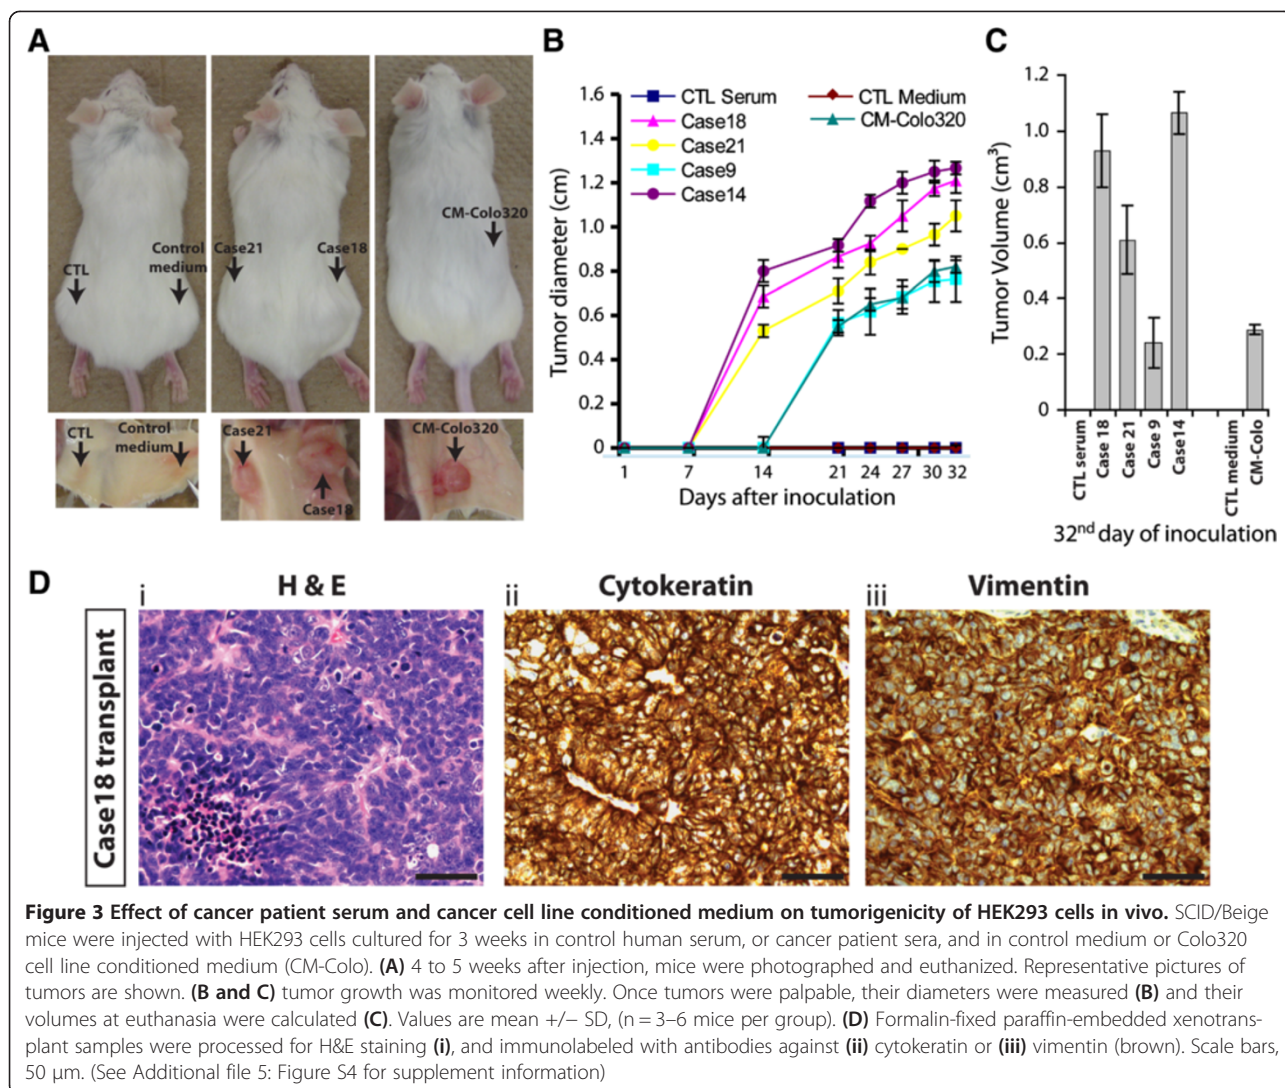 A
CTL
Control
medium
Case21
Case18
CM-Colo320
CTL
Control
medium
Case21
Case18
CM-Colo320
B
CTL Serum
Case18
Case21
Case9
Case14
CTL Medium
CM-Colo320
Tumor diameter (cm)
1.6
1.4
1.2
1.0
0.8
0.6
0.4
0.2
0
1 7 14 21 24 27 30 32
Days after inoculation
C
Tumor Volume (cm³)
1.2
1.0
0.8
0.6
0.4
0.2
0
CTL serum
Case 18
Case 21
Case 9
Case14
CTL medium
CM-Colo
32nd day of inoculation
D
i
H & E
ii
Cytokeratin
iii
Vimentin
Case18 transplant
Figure 3 Effect of cancer patient serum and cancer cell line conditioned medium on tumorigenicity of HEK293 cells in vivo. SCID/Beige
mice were injected with HEK293 cells cultured for 3 weeks in control human serum, or cancer patient sera, and in control medium or Colo320
cell line conditioned medium (CM-Colo). (A) 4 to 5 weeks after injection, mice were photographed and euthanized. Representative pictures of
tumors are shown. (B and C) tumor growth was monitored weekly. Once tumors were palpable, their diameters were measured (B) and their
volumes at euthanasia were calculated (C). Values are mean +/− SD, (n = 3–6 mice per group). (D) Formalin-fixed paraffin-embedded xenotrans-
plant samples were processed for H&E staining (i), and immunolabeled with antibodies against (ii) cytokeratin or (iii) vimentin (brown). Scale bars,
50 μm. (See Additional file 5: Figure S4 for supplement information)